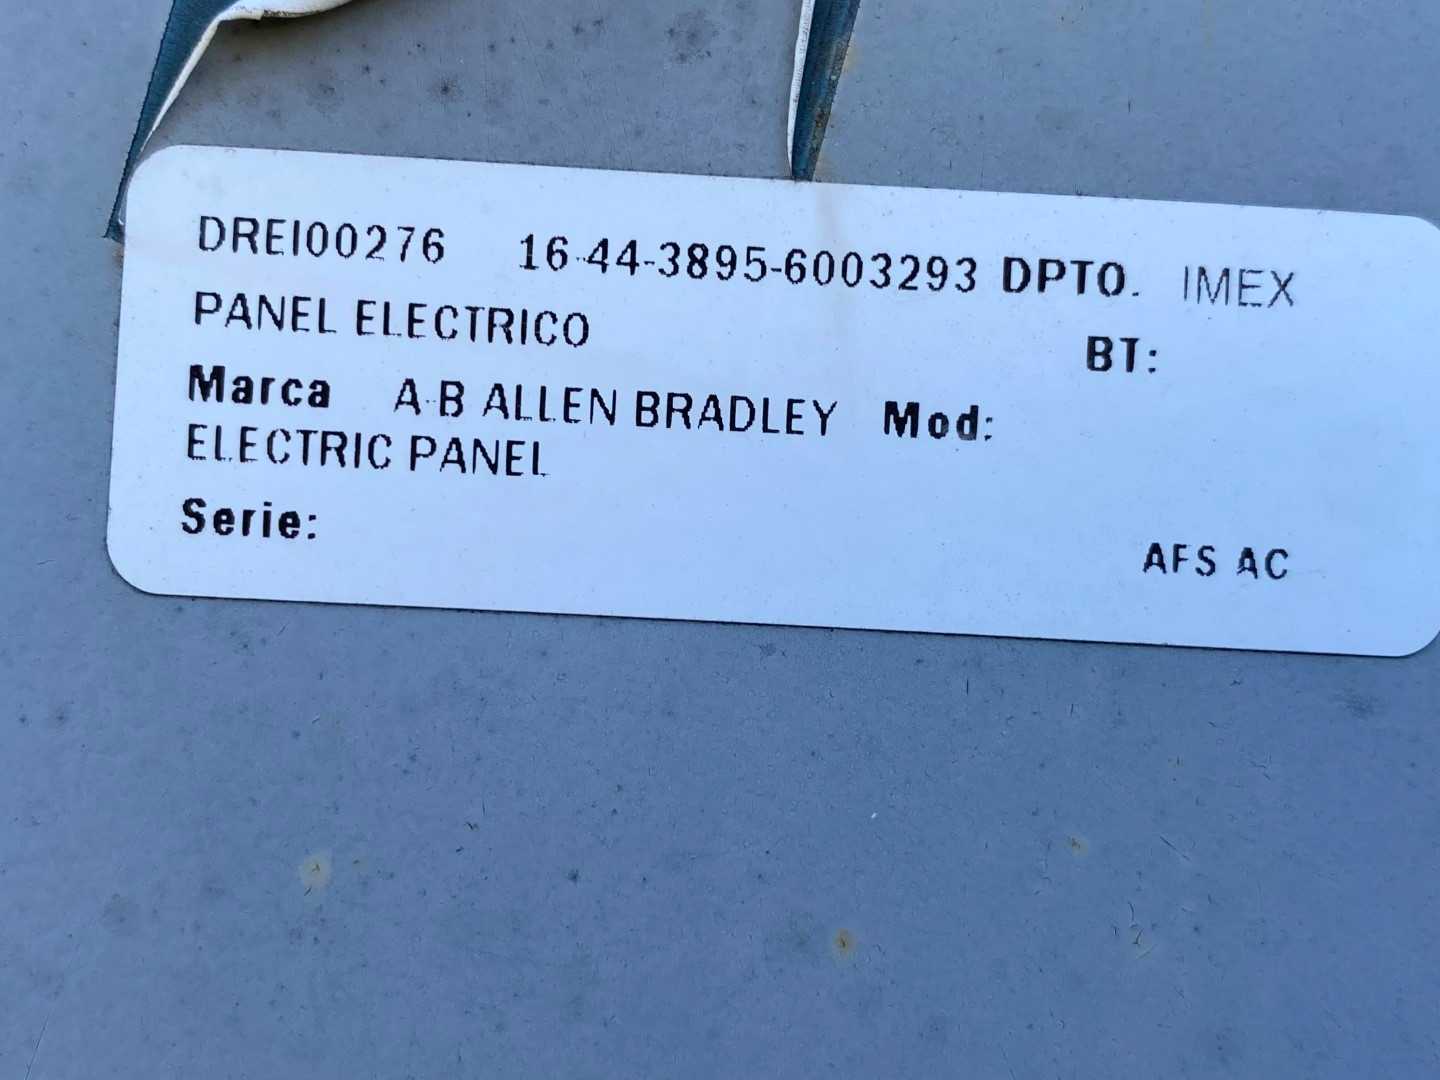 DREI00276 16-44-3895-6003293 DPTO. IMEX
PANEL ELECTRICO BT:
Marca A-B ALLEN BRADLEY Mod:
ELECTRIC PANEL
Serie:
AFS AC